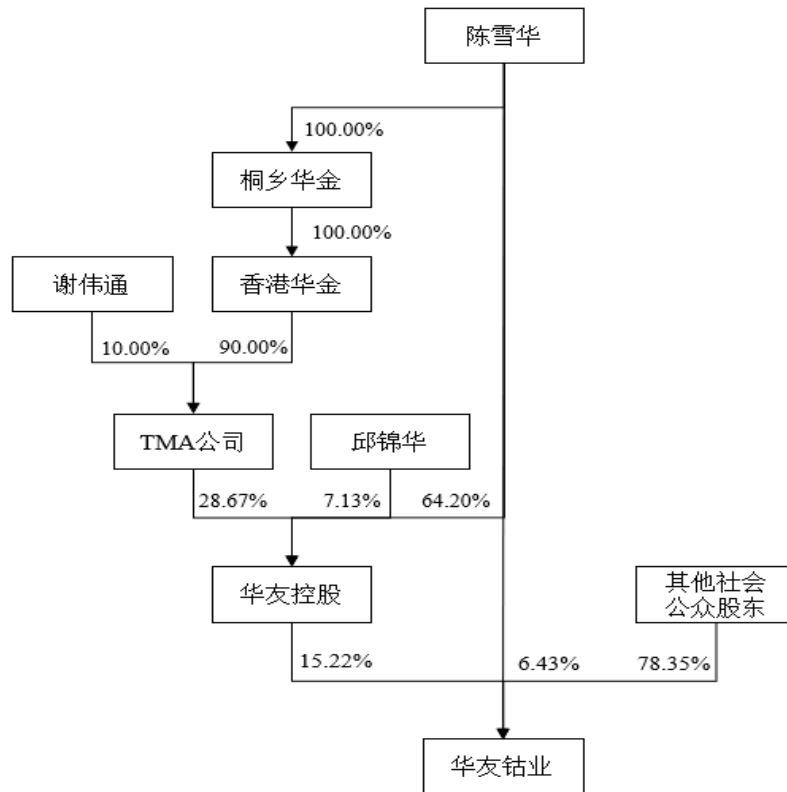 陈雪华
100.00%
桐乡华金
100.00%
谢伟通
香港华金
10.00%
90.00%
TMA公司
邱锦华
28.67%
7.13%
64.20%
华友控股
其他社会
公众股东
15.22%
6.43%
78.35%
华友钴业